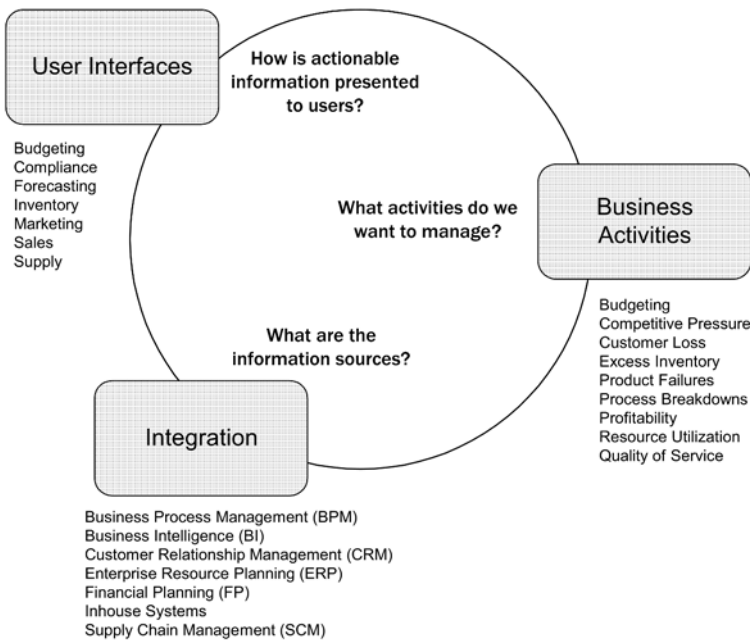 User Interfaces
How is actionable
information presented
to users?
Budgeting
Compliance
Forecasting
Inventory
Marketing
Sales
Supply
What activities do we
want to manage?
Business
Activities
Budgeting
Competitive Pressure
Customer Loss
Excess Inventory
Product Failures
Process Breakdowns
Profitability
Resource Utilization
Quality of Service
What are the
information sources?
Integration
Business Process Management (BPM)
Business Intelligence (BI)
Customer Relationship Management (CRM)
Enterprise Resource Planning (ERP)
Financial Planning (FP)
Inhouse Systems
Supply Chain Management (SCM)